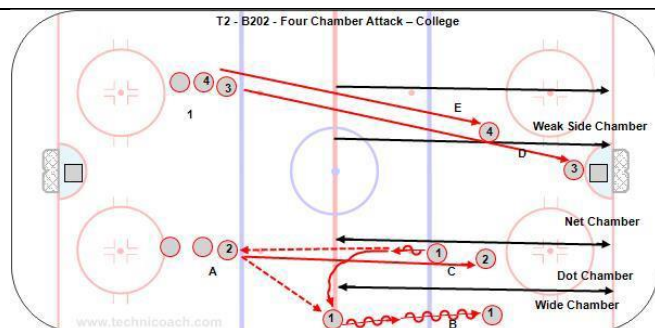 T2 - B202 - Four Chamber Attack – College
4
3
1
E
4
Weak Side Chamber
D
3
Net Chamber
2
1
2
A
C
Dot Chamber
Wide Chamber
1
1
B
www.technicoach.com